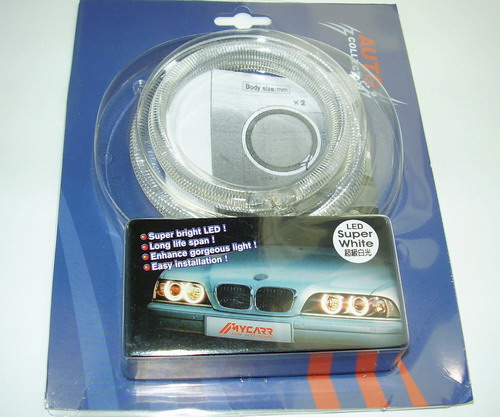 AUTO
Z COLLECTION
Body size:mm
×2
Super bright LED !
Long life span !
Enhance gorgeous light !
Easy installation !
LED
Super
White
超級白光
MYCARR